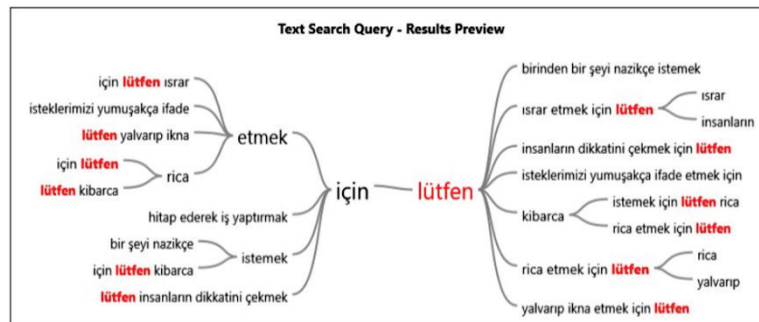 Text Search Query - Results Preview
için lütfen ısrar
isteklerimizi yumuşakça ifade
lütfen yalvarıp ikna
için lütfen
lütfen kibarca
rica
etmek
hitap ederek iş yaptırmak
bir şeyi nazikçe
için lütfen kibarca
istemek
lütfen insanların dikkatini çekmek
için
lütfen
birinden bir şeyi nazikçe istemek
ısrar etmek için lütfen
ısrar
insanların
insanların dikkatini çekmek için lütfen
isteklerimizi yumuşakça ifade etmek için
kibarca
istemek için lütfen rica
rica etmek için lütfen
rica etmek için lütfen
rica
yalvarıp
yalvarıp ikna etmek için lütfen